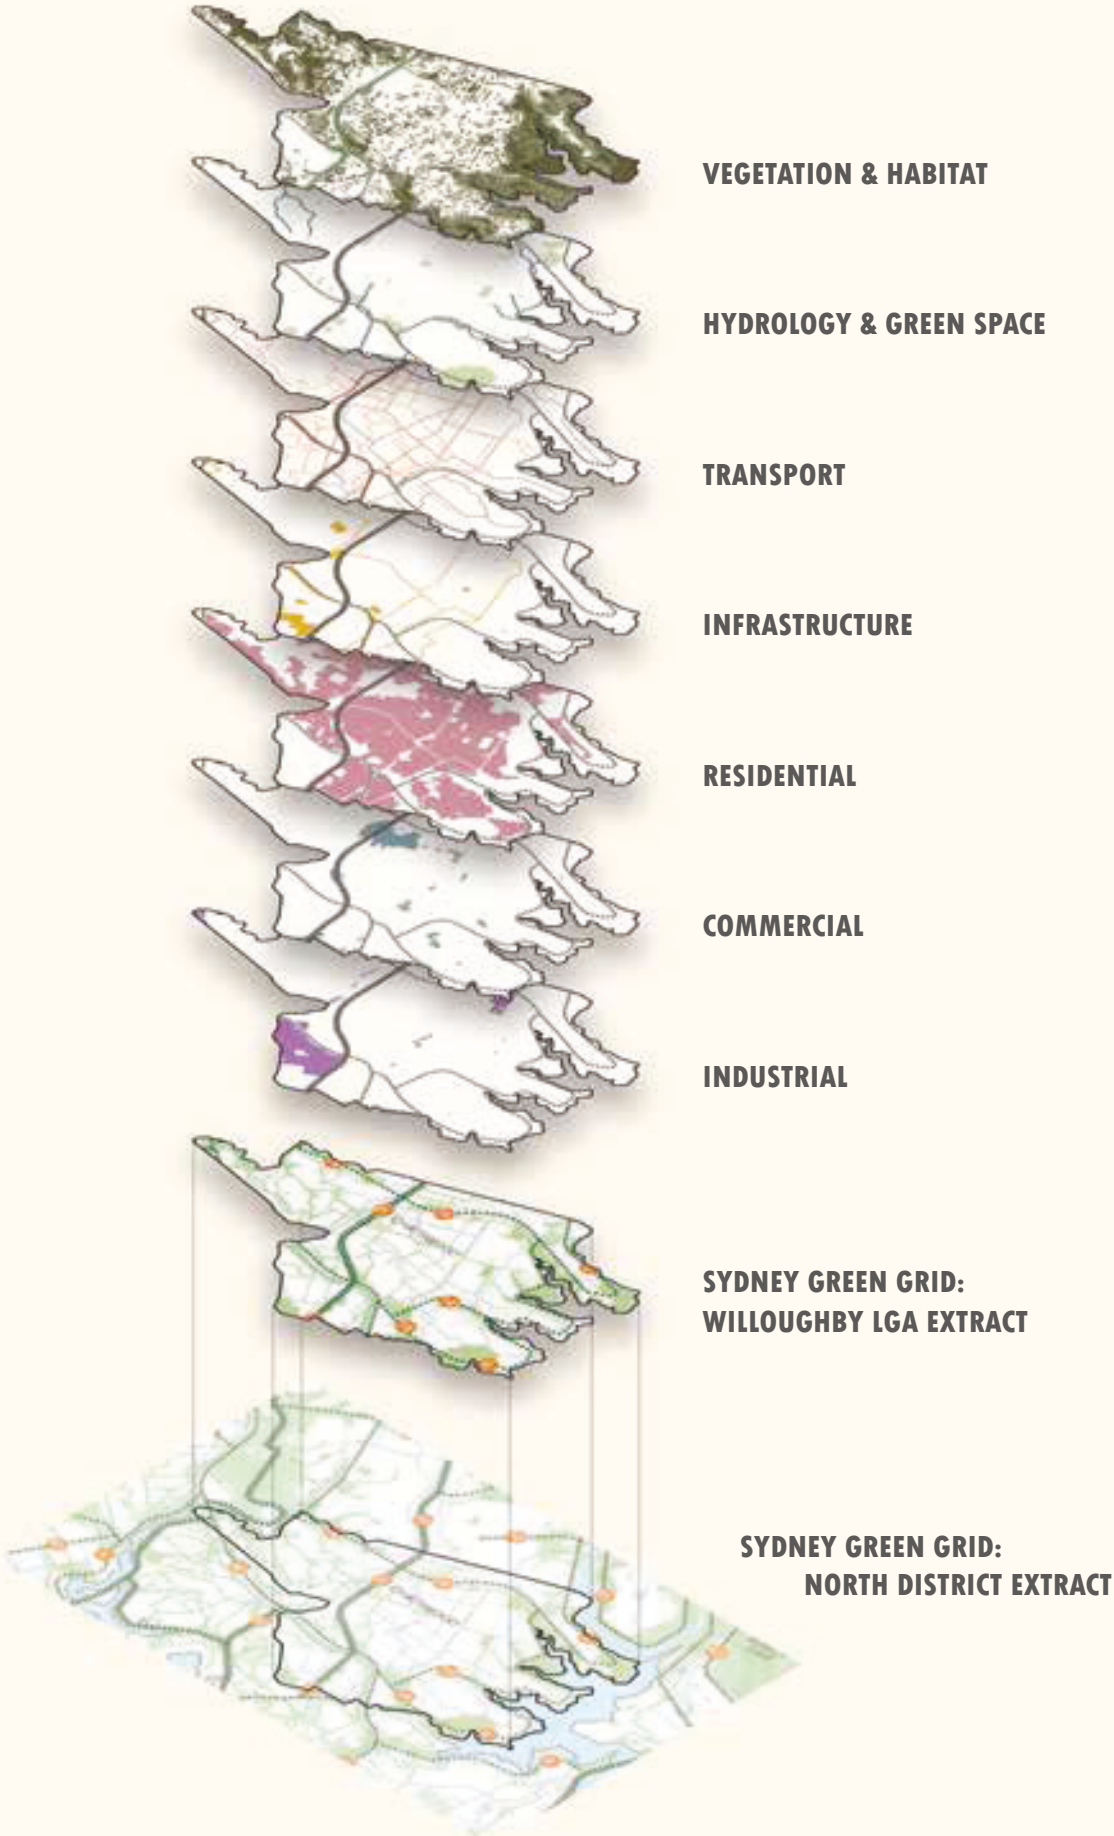 VEGETATION & HABITAT
HYDROLOGY & GREEN SPACE
TRANSPORT
INFRASTRUCTURE
RESIDENTIAL
COMMERCIAL
INDUSTRIAL
SYDNEY GREEN GRID:
WILLOUGHBY LGA EXTRACT
SYDNEY GREEN GRID:
NORTH DISTRICT EXTRACT